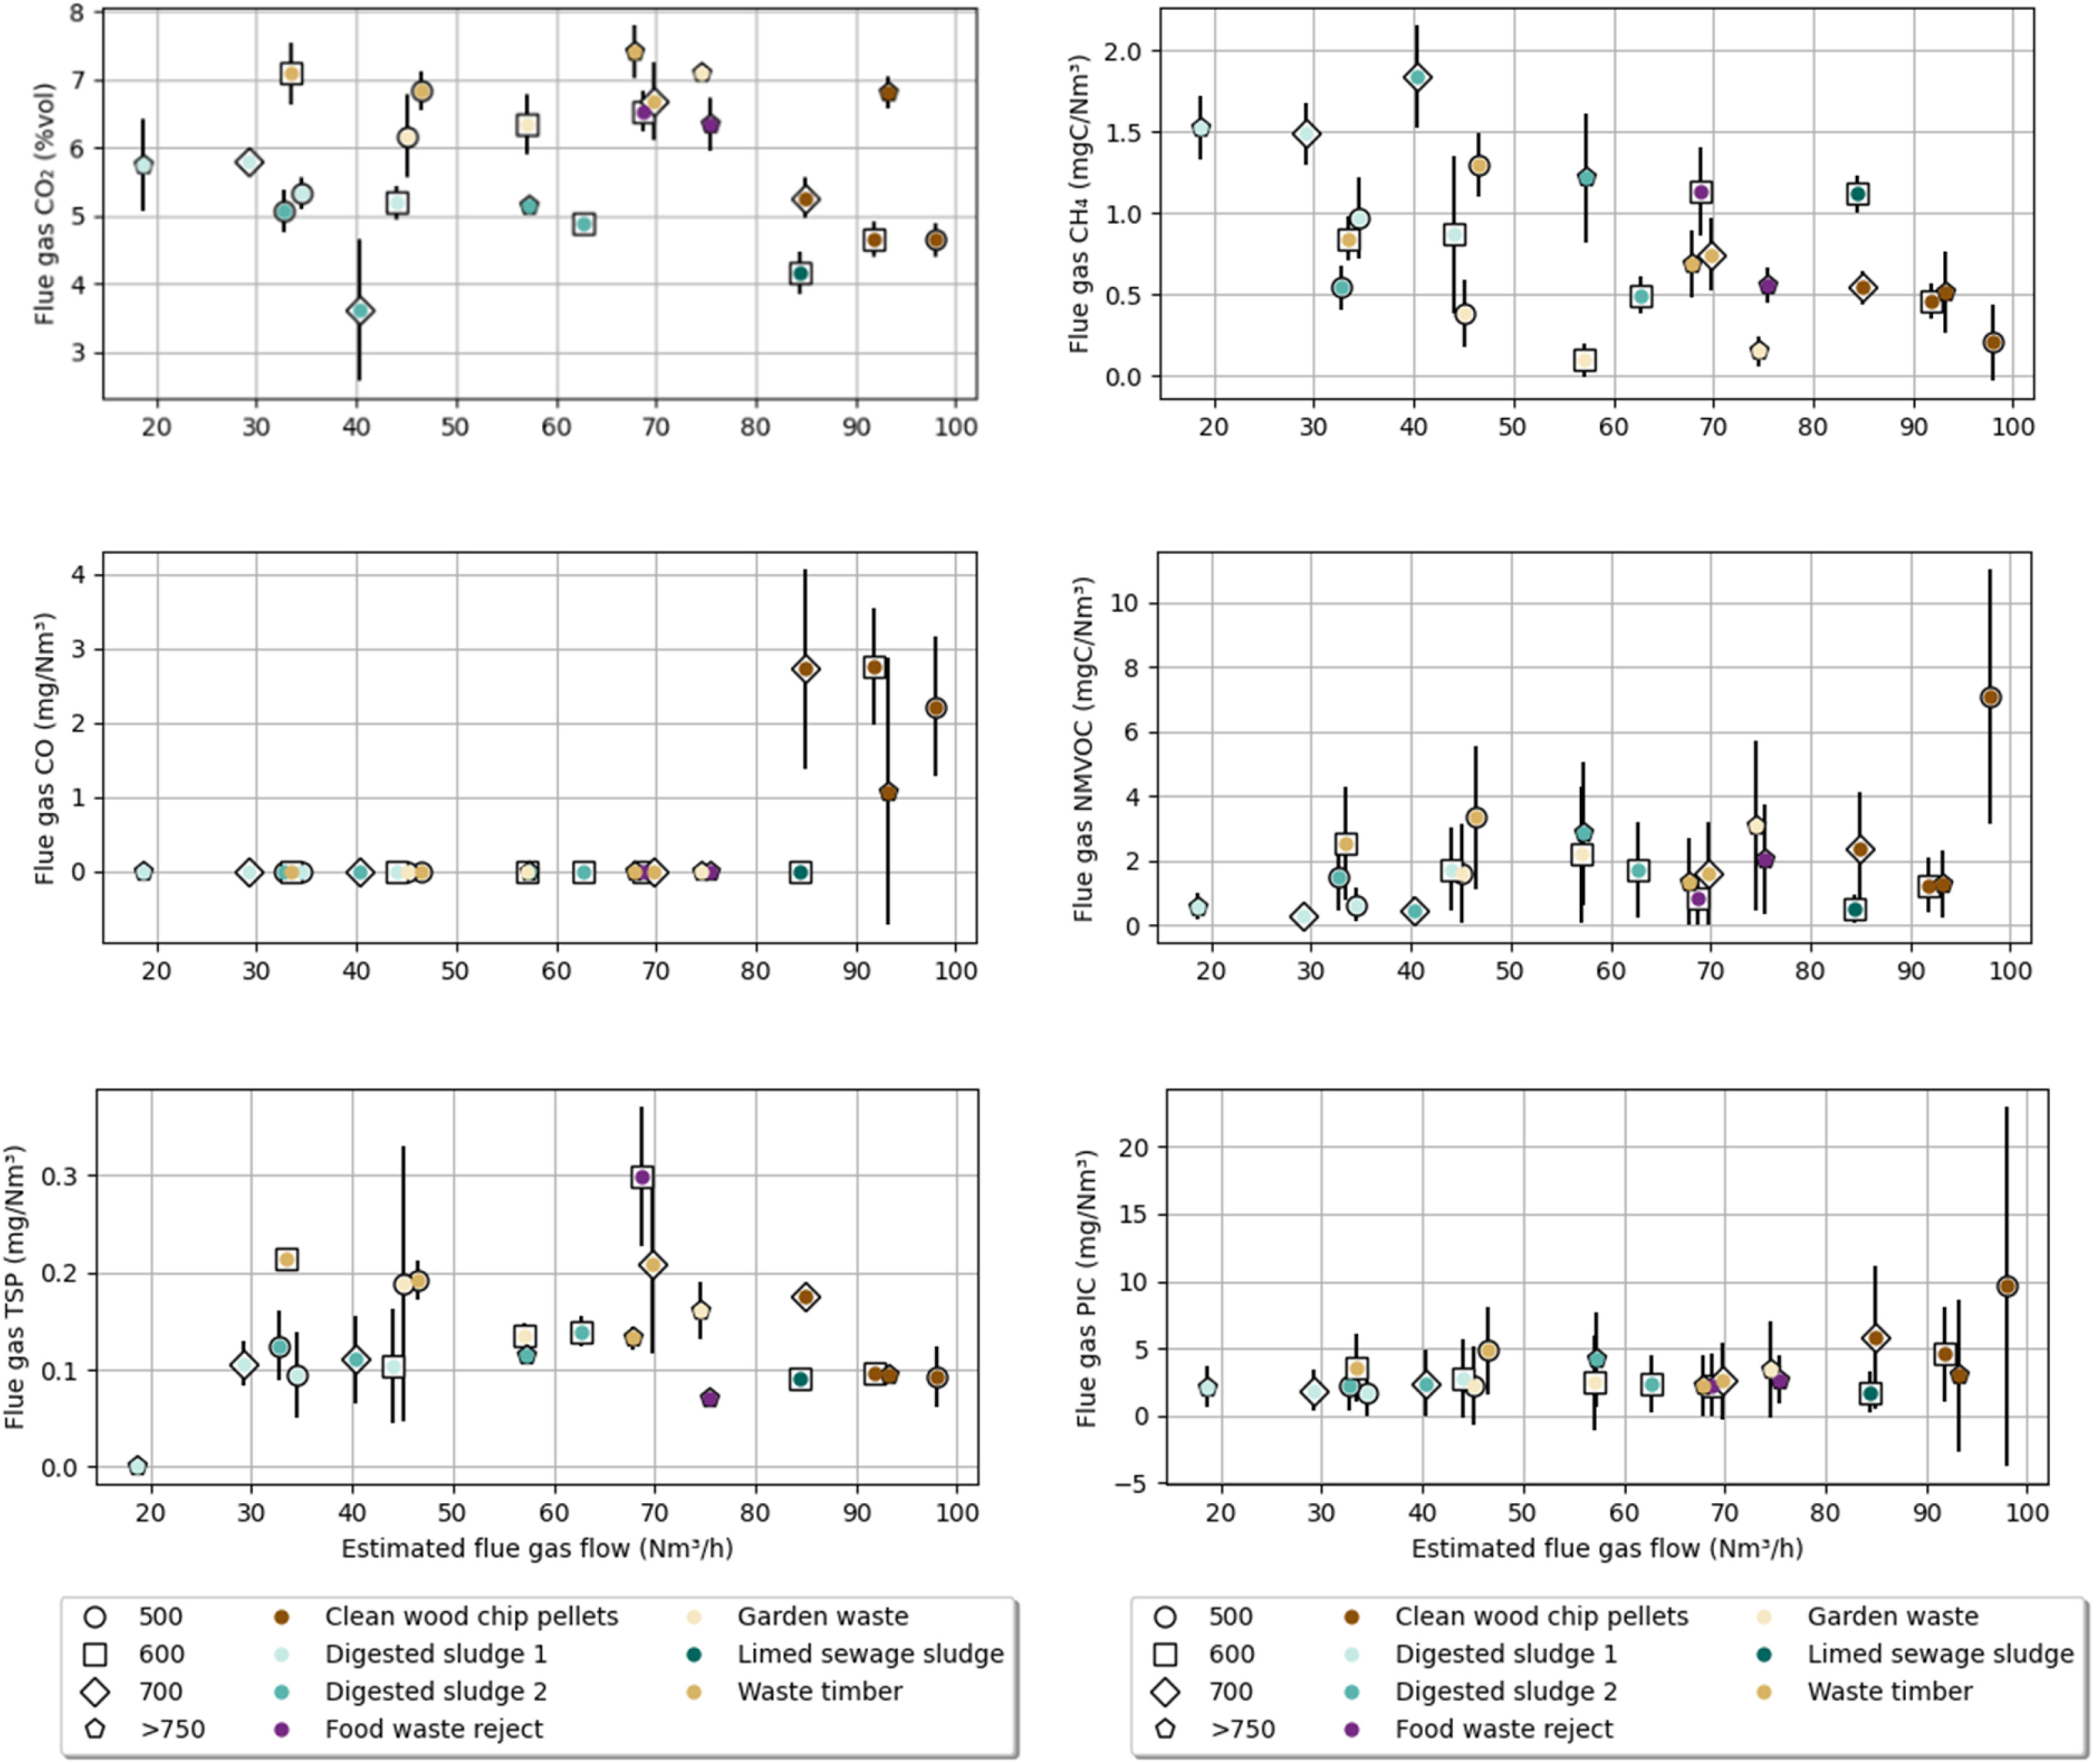 Flue gas CO₂ (%vol)
8
7
6
5
4
3
20 30 40 50 60 70 80 90 100
Flue gas CH₄ (mgC/Nm³)
2.0
1.5
1.0
0.5
0.0
20 30 40 50 60 70 80 90 100
Flue gas CO (mg/Nm³)
4
3
2
1
0
20 30 40 50 60 70 80 90 100
Flue gas NMVOC (mgC/Nm³)
10
8
6
4
2
0
20 30 40 50 60 70 80 90 100
Flue gas TSP (mg/Nm³)
0.3
0.2
0.1
0.0
20 30 40 50 60 70 80 90 100
Estimated flue gas flow (Nm³/h)
Flue gas PIC (mg/Nm³)
20
15
10
5
0
−5
20 30 40 50 60 70 80 90 100
Estimated flue gas flow (Nm³/h)
500 Clean wood chip pellets Garden waste
600 Digested sludge 1 Limed sewage sludge
700 Digested sludge 2 Waste timber
>750 Food waste reject
500 Clean wood chip pellets Garden waste
600 Digested sludge 1 Limed sewage sludge
700 Digested sludge 2 Waste timber
>750 Food waste reject